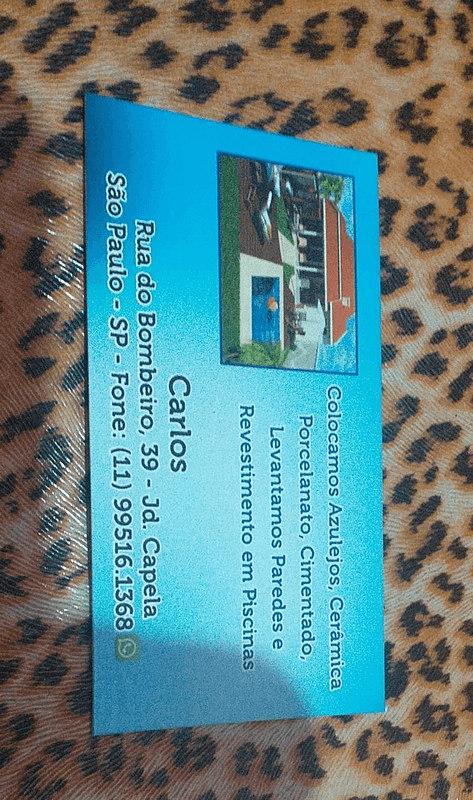 Colocamos Azulejos, Cerâmica
Porcelanato, Cimentado,
Levantamos Paredes e
Revestimento em Piscinas
Carlos
Rua do Bombeiro, 39 - Jd. Capela
São Paulo - SP - Fone: (11) 99516.1368